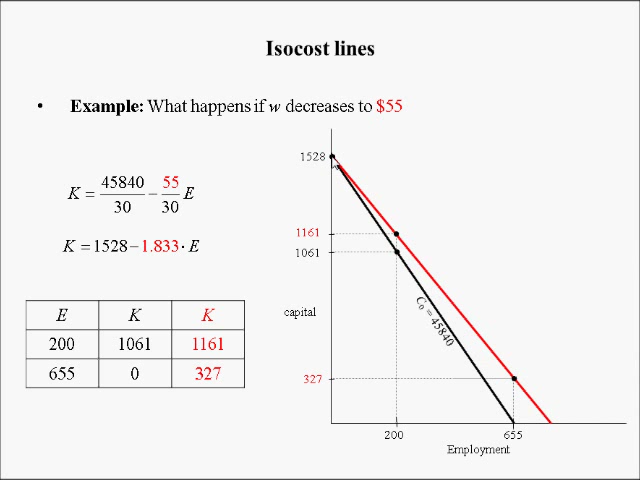 Isocost lines
• Example: What happens if w decreases to $55
K = 45840/30 − 55/30 E
K = 1528 − 1.833 · E
E K K
200 1061 1161
655 0 327
1528
1161
1061
capital
C₀ = 45840
327
200 655
Employment